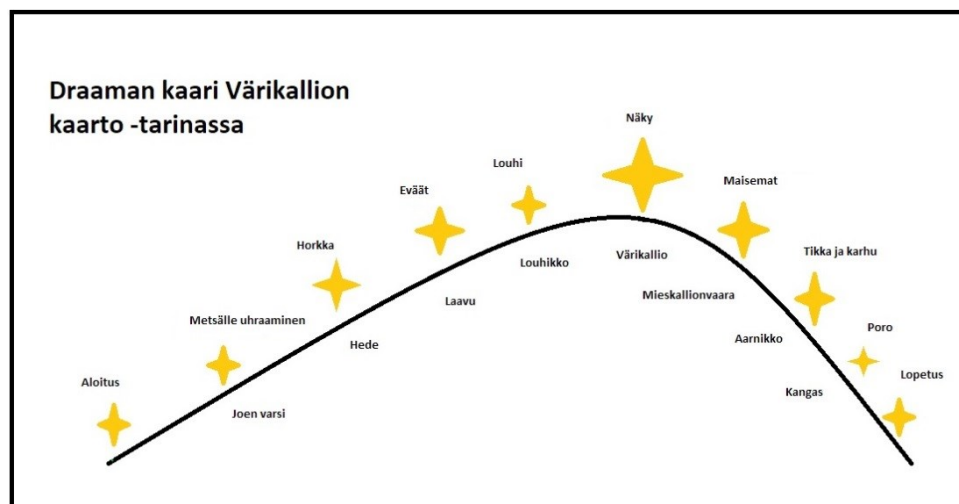 Draaman kaari Värikallion
kaarto -tarinassa
Aloitus
Metsälle uhraaminen
Joen varsi
Horkka
Hede
Eväät
Laavu
Louhi
Louhikko
Näky
Värikallio
Maisemat
Mieskallionvaara
Tikka ja karhu
Aarnikko
Poro
Kangas
Lopetus